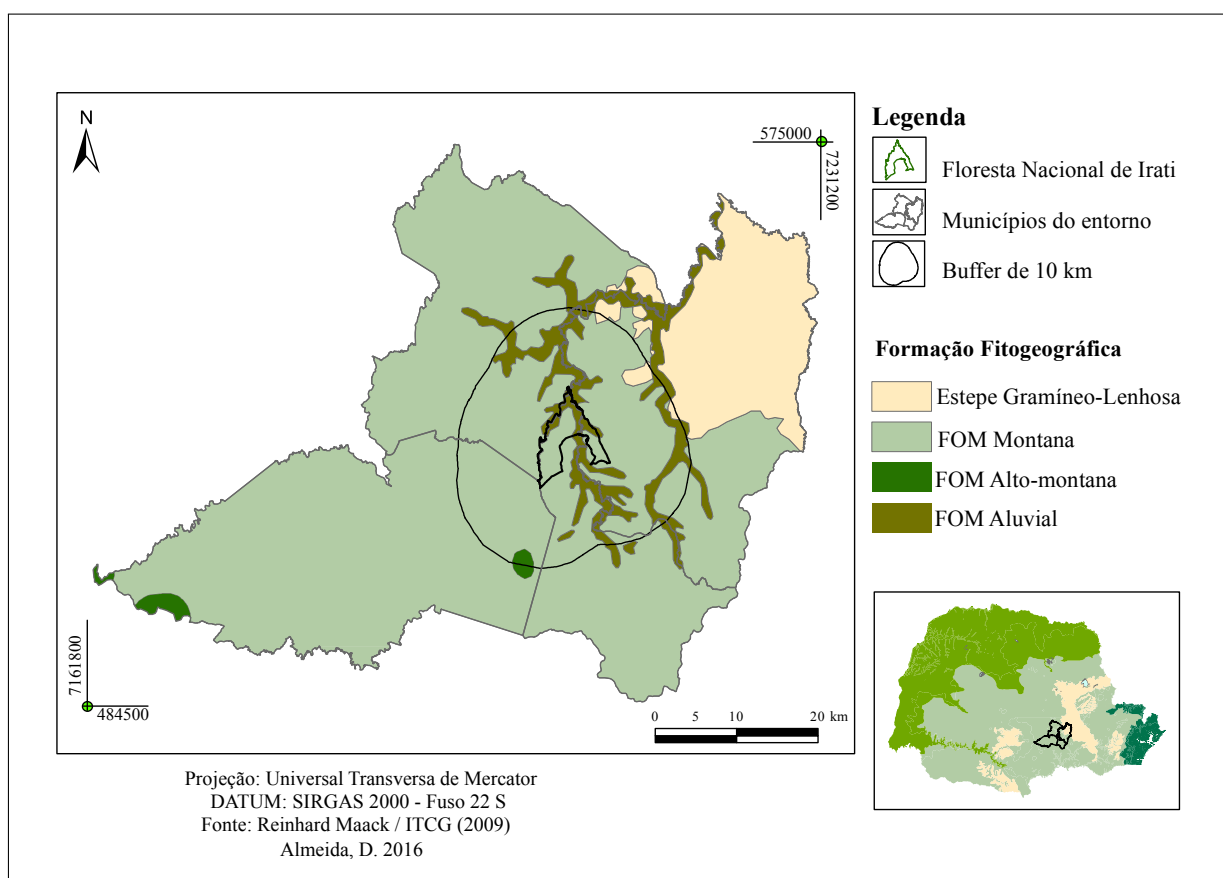 N
575000
7231200
7161800
484500
0 5 10 20 km
Projeção: Universal Transversa de Mercator
DATUM: SIRGAS 2000 - Fuso 22 S
Fonte: Reinhard Maack / ITCG (2009)
Almeida, D. 2016
Legenda
Floresta Nacional de Irati
Municípios do entorno
Buffer de 10 km
Formação Fitogeográfica
Estepe Gramíneo-Lenhosa
FOM Montana
FOM Alto-montana
FOM Aluvial